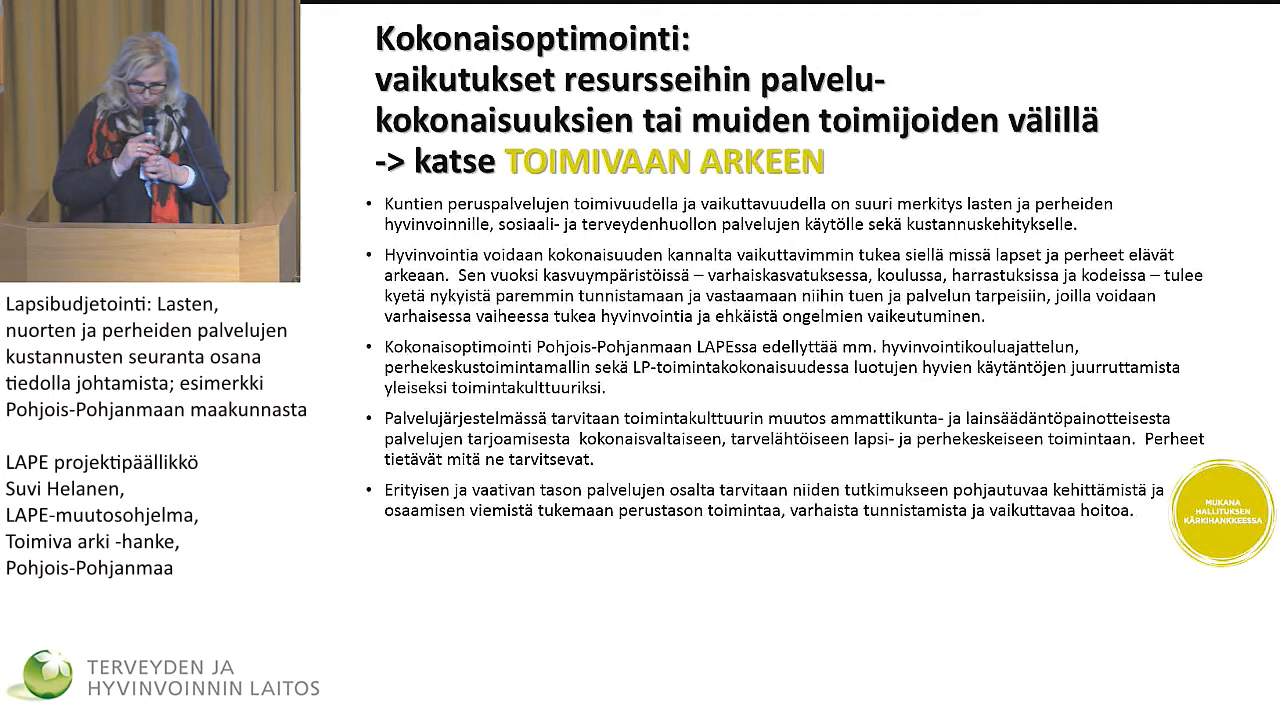 Kokonaisoptimointi:
vaikutukset resursseihin palvelu-
kokonaisuuksien tai muiden toimijoiden välillä
-> katse TOIMIVAAN ARKEEN
• Kuntien peruspalvelujen toimivuudella ja vaikuttavuudella on suuri merkitys lasten ja perheiden
hyvinvoinnille, sosiaali- ja terveydenhuollon palvelujen käytölle sekä kustannuskehitykselle.
• Hyvinvointia voidaan kokonaisuuden kannalta vaikuttavimmin tukea siellä missä lapset ja perheet elävät
arkeaan. Sen vuoksi kasvuympäristöissä – varhaiskasvatuksessa, koulussa, harrastuksissa ja kodeissa – tulee
kyetä nykyistä paremmin tunnistamaan ja vastaamaan niihin tuen ja palvelun tarpeisiin, joilla voidaan
varhaisessa vaiheessa tukea hyvinvointia ja ehkäistä ongelmien vaikeutuminen.
• Kokonaisoptimointi Pohjois-Pohjanmaan LAPEssa edellyttää mm. hyvinvointikouluajattelun,
perhekeskustoimintamallin sekä LP-toimintakokonaisuudessa luotujen hyvien käytäntöjen juurruttamista
yleiseksi toimintakulttuuriksi.
• Palvelujärjestelmässä tarvitaan toimintakulttuurin muutos ammattikunta- ja lainsäädäntöpainotteisesta
palvelujen tarjoamisesta kokonaisvaltaiseen, tarvelähtöiseen lapsi- ja perhekeskeiseen toimintaan. Perheet
tietävät mitä ne tarvitsevat.
• Erityisen ja vaativan tason palvelujen osalta tarvitaan niiden tutkimukseen pohjautuvaa kehittämistä ja
osaamisen viemistä tukemaan perustason toimintaa, varhaista tunnistamista ja vaikuttavaa hoitoa.
MUKANA
HALLITUKSEN
KÄRKIHANKKEESSA
Lapsibudjetointi: Lasten,
nuorten ja perheiden palvelujen
kustannusten seuranta osana
tiedolla johtamista; esimerkki
Pohjois-Pohjanmaan maakunnasta
LAPE projektipäällikkö
Suvi Helanen,
LAPE-muutosohjelma,
Toimiva arki -hanke,
Pohjois-Pohjanmaa
TERVEYDEN JA
HYVINVOINNIN LAITOS